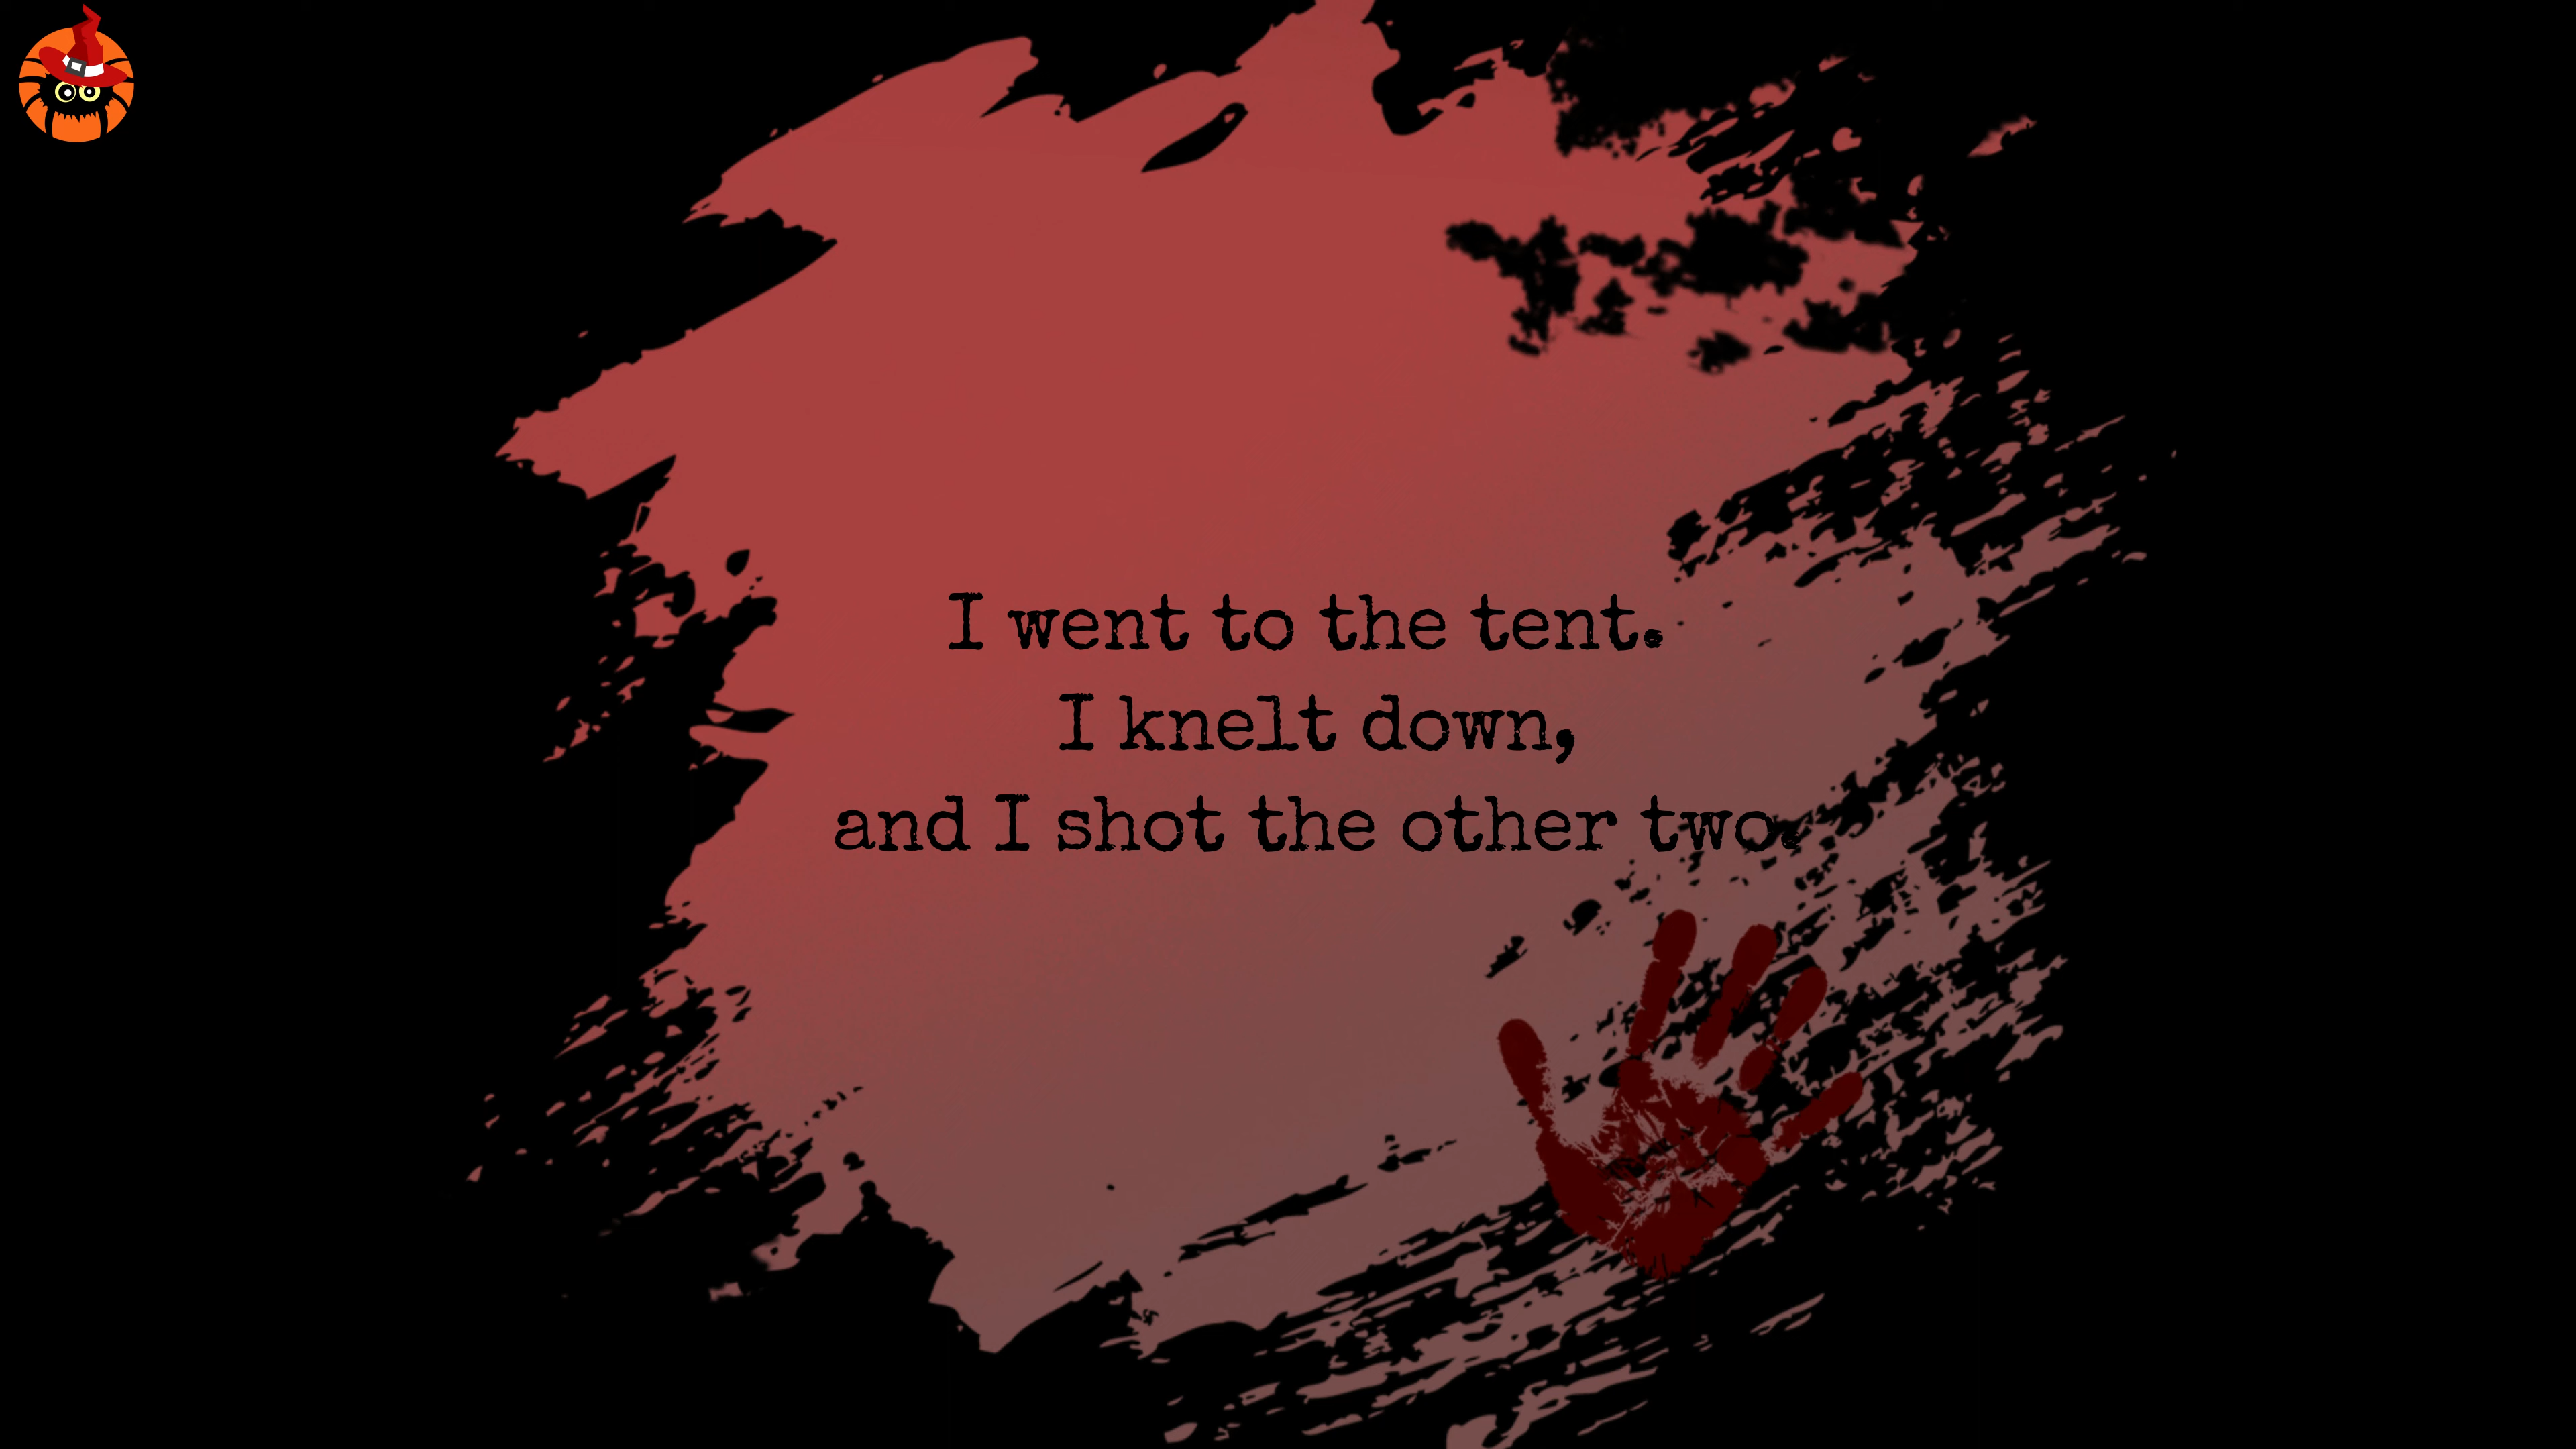 I went to the tent.
I knelt down,
and I shot the other two.